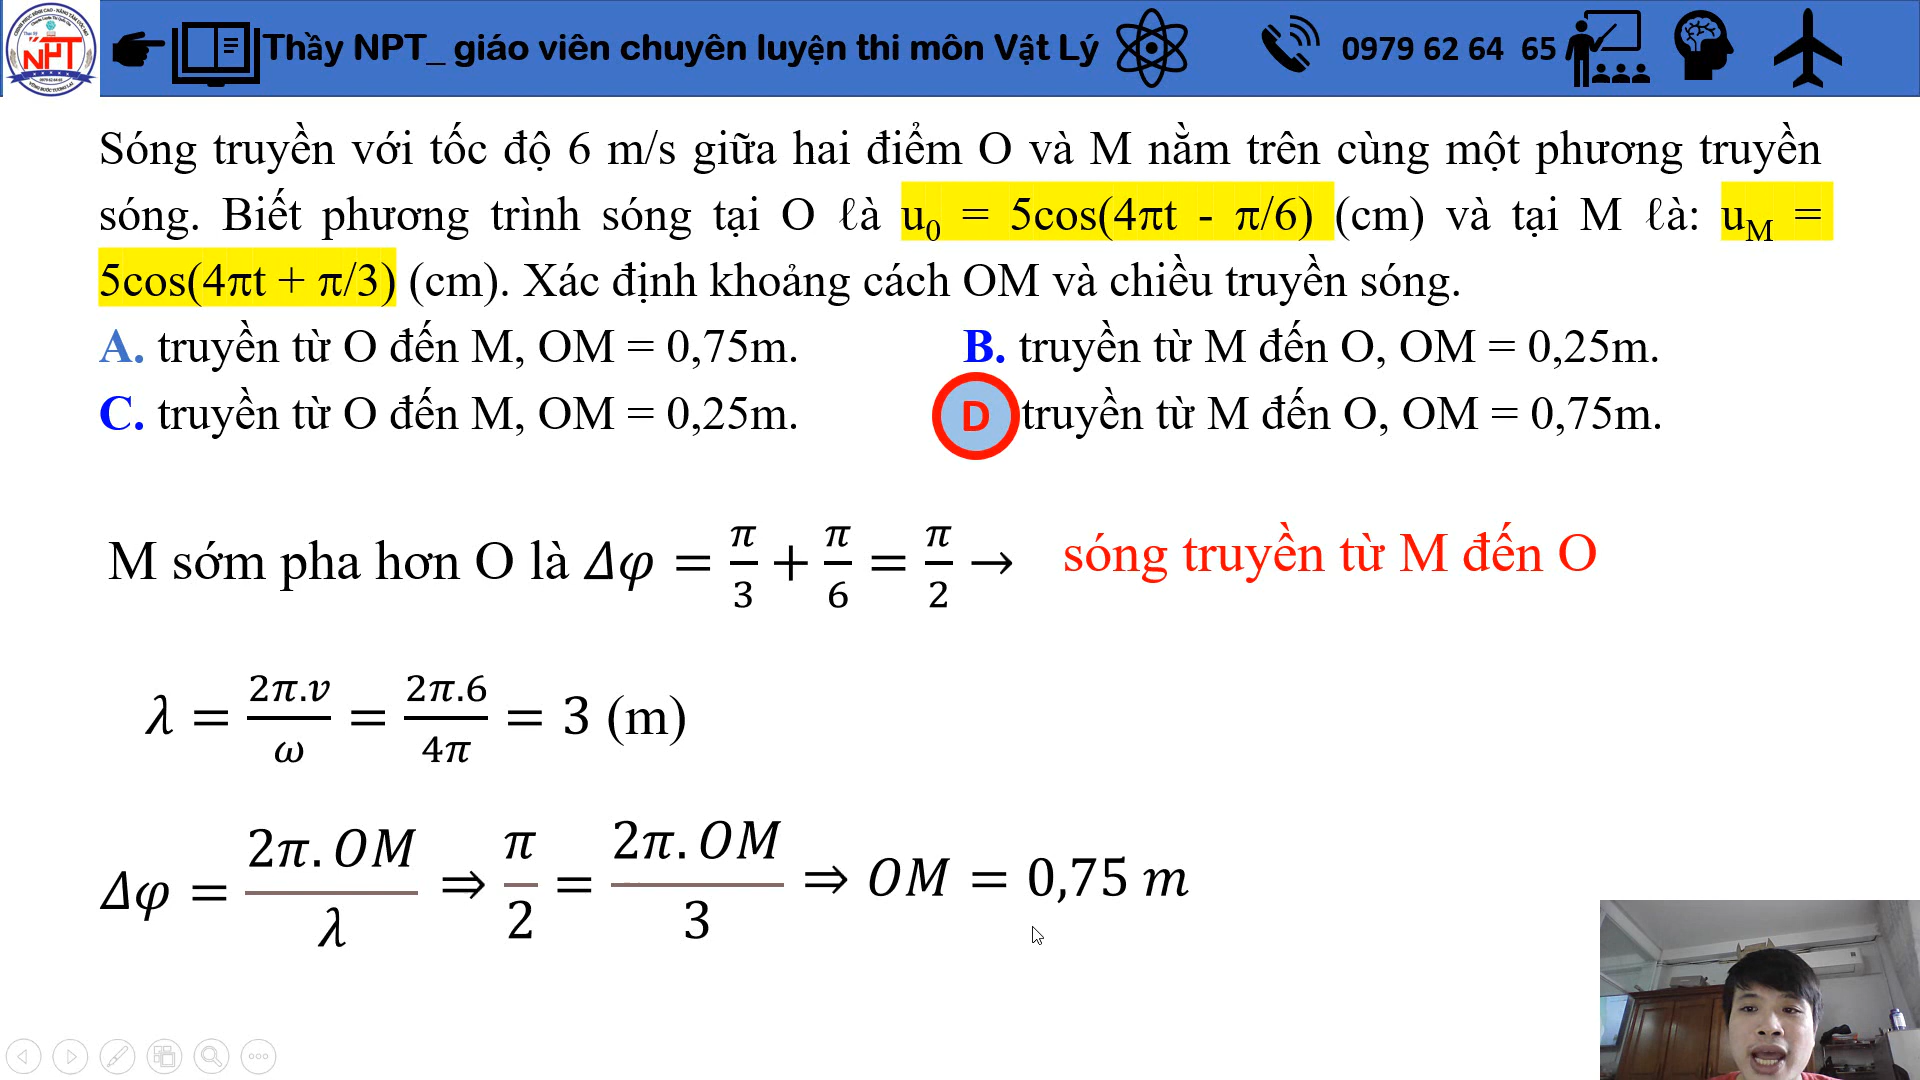 NPT
Thầy NPT_ giáo viên chuyên luyện thi môn Vật Lý
0979 62 64 65
Sóng truyền với tốc độ 6 m/s giữa hai điểm O và M nằm trên cùng một phương truyền
sóng. Biết phương trình sóng tại O ℓà u₀ = 5cos(4πt - π/6) (cm) và tại M ℓà: u_M =
5cos(4πt + π/3) (cm). Xác định khoảng cách OM và chiều truyền sóng.
A. truyền từ O đến M, OM = 0,75m.
B. truyền từ M đến O, OM = 0,25m.
C. truyền từ O đến M, OM = 0,25m.
D truyền từ M đến O, OM = 0,75m.
M sớm pha hơn O là Δφ = π/3 + π/6 = π/2 → sóng truyền từ M đến O
λ = 2π.v/ω = 2π.6/4π = 3 (m)
Δφ = 2π.OM/λ ⇒ π/2 = 2π.OM/3 ⇒ OM = 0,75 m